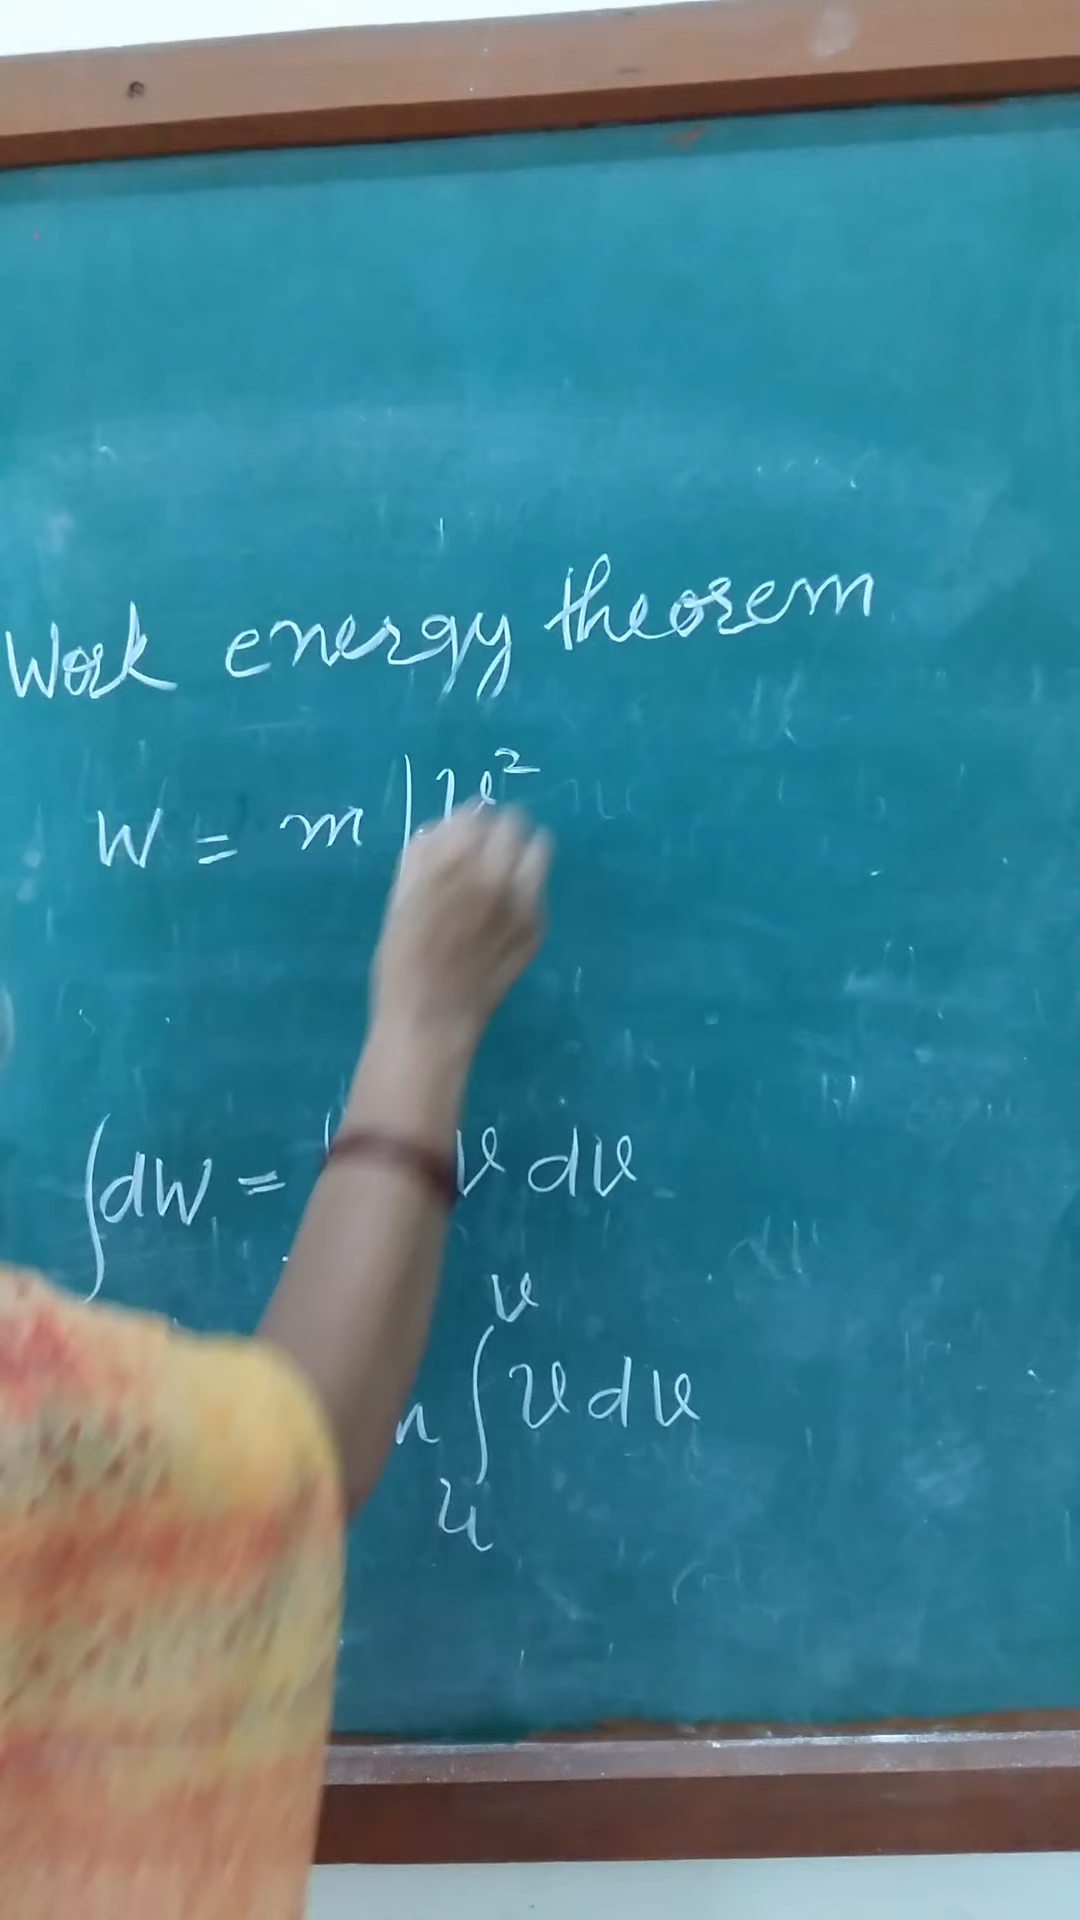 Work energy theorem
W = m | v²
∫dW = v dv
v
∫ v dv
u